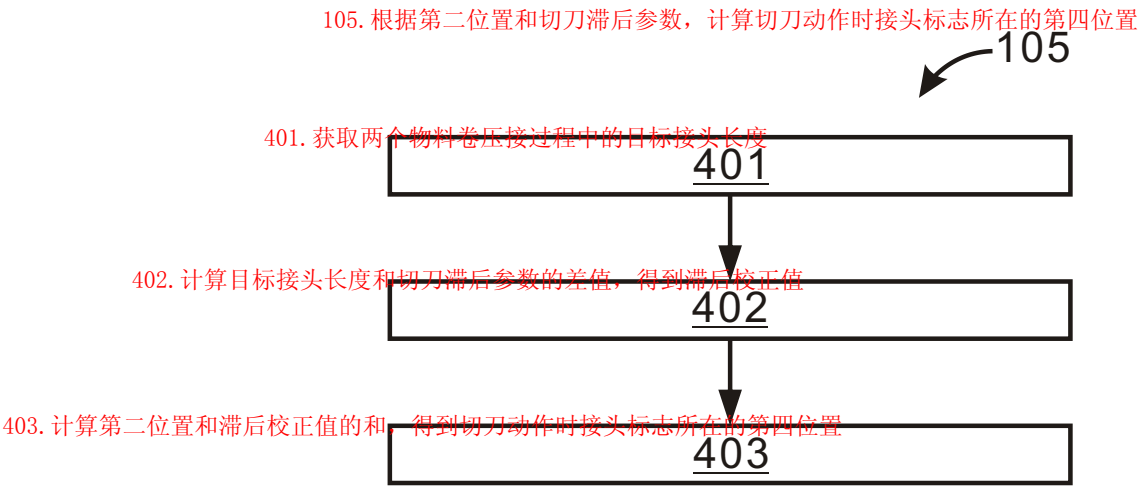 105.根据第二位置和切刀滞后参数，计算切刀动作时接头标志所在的第四位置
105
401.获取两个物料卷压接过程中的目标接头长度
401
402.计算目标接头长度和切刀滞后参数的差值，得到滞后校正值
402
403.计算第二位置和滞后校正值的和，得到切刀动作时接头标志所在的第四位置
403